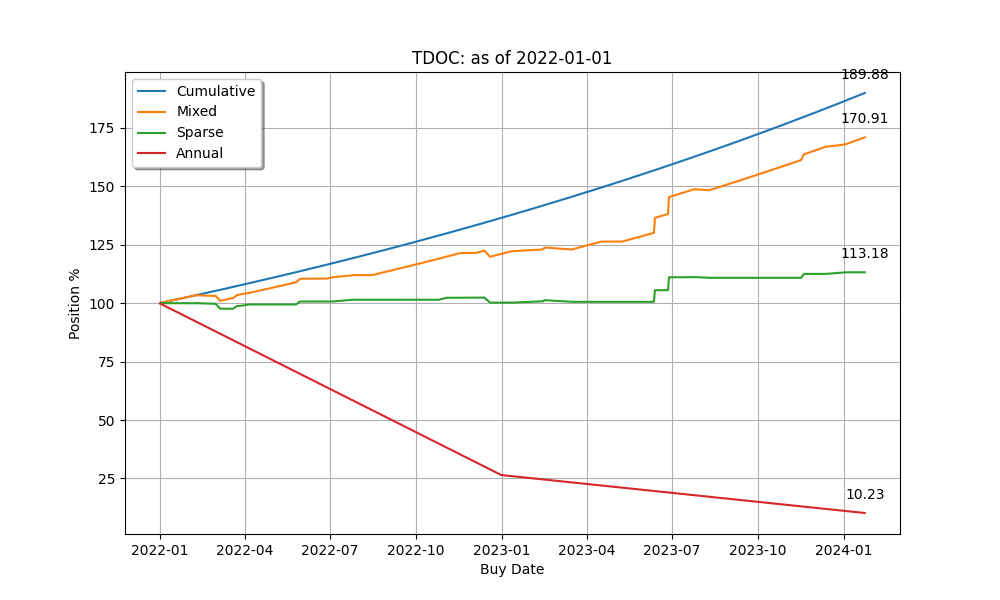 TDOC: as of 2022-01-01
Cumulative
Mixed
Sparse
Annual
189.88
170.91
113.18
10.23
Position %
175
150
125
100
75
50
25
2022-01 2022-04 2022-07 2022-10 2023-01 2023-04 2023-07 2023-10 2024-01
Buy Date